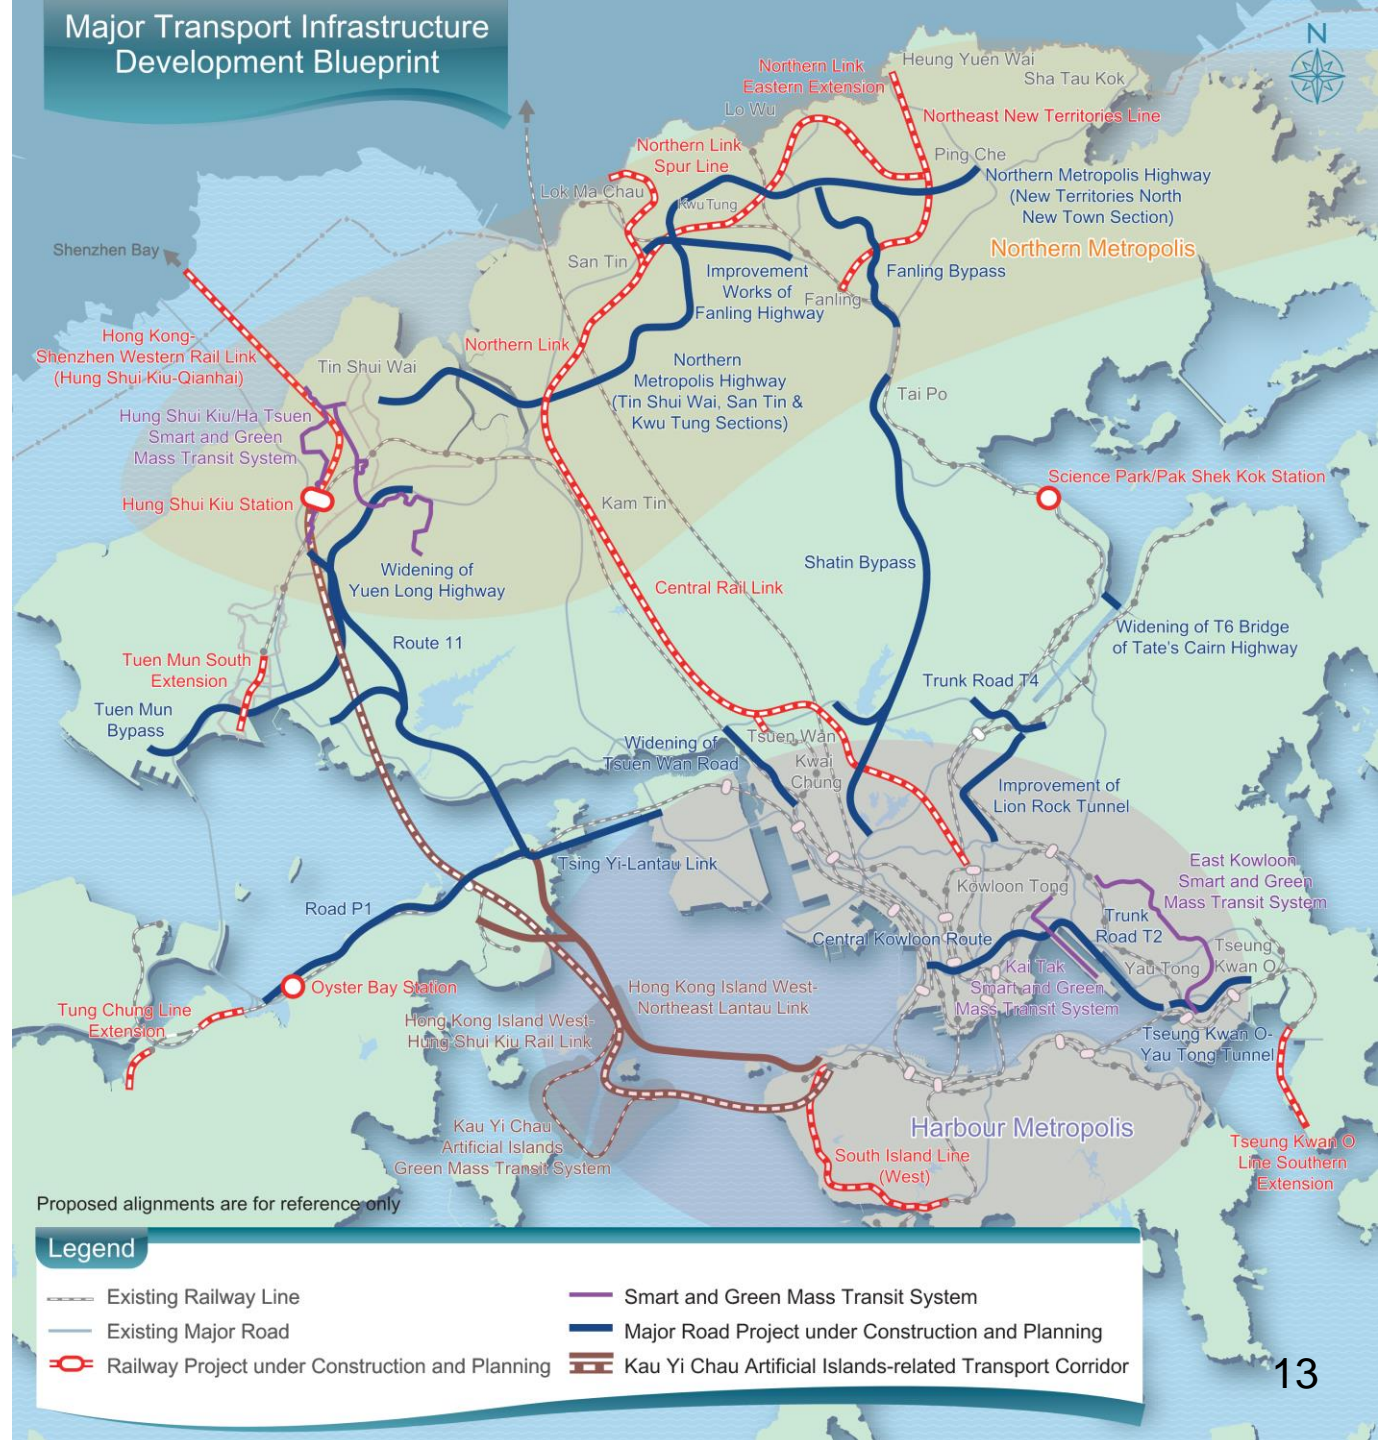 Major Transport Infrastructure
Development Blueprint
N
Northern Link
Eastern Extension
Heung Yuen Wai
Sha Tau Kok
Lo Wu
Northeast New Territories Line
Northern Link
Spur Line
Ping Che
Lok Ma Chau
Kwu Tung
Northern Metropolis Highway
(New Territories North
New Town Section)
Northern Metropolis
Shenzhen Bay
San Tin
Improvement
Works of
Fanling Highway
Fanling
Fanling Bypass
Hong Kong-
Shenzhen Western Rail Link
(Hung Shui Kiu-Qianhai)
Tin Shui Wai
Northern Link
Northern
Metropolis Highway
(Tin Shui Wai, San Tin &
Kwu Tung Sections)
Tai Po
Hung Shui Kiu/Ha Tsuen
Smart and Green
Mass Transit System
Hung Shui Kiu Station
Kam Tin
Science Park/Pak Shek Kok Station
Widening of
Yuen Long Highway
Shatin Bypass
Central Rail Link
Route 11
Widening of T6 Bridge
of Tate's Cairn Highway
Tuen Mun South
Extension
Trunk Road T4
Tuen Mun
Bypass
Widening of
Tsuen Wan Road
Tsuen Wan
Kwai
Chung
Improvement of
Lion Rock Tunnel
Tsing Yi-Lantau Link
East Kowloon
Smart and Green
Mass Transit System
Kowloon Tong
Road P1
Trunk
Road T2
Central Kowloon Route
Tseung
Kwan O
Yau Tong
Kai Tak
Smart and Green
Mass Transit System
Oyster Bay Station
Hong Kong Island West-
Northeast Lantau Link
Tung Chung Line
Extension
Hong Kong Island West-
Hung Shui Kiu Rail Link
Tseung Kwan O-
Yau Tong Tunnel
Kau Yi Chau
Artificial Islands
Green Mass Transit System
Harbour Metropolis
South Island Line
(West)
Tseung Kwan O
Line Southern
Extension
Proposed alignments are for reference only
Legend
Existing Railway Line
Existing Major Road
Railway Project under Construction and Planning
Smart and Green Mass Transit System
Major Road Project under Construction and Planning
Kau Yi Chau Artificial Islands-related Transport Corridor
13